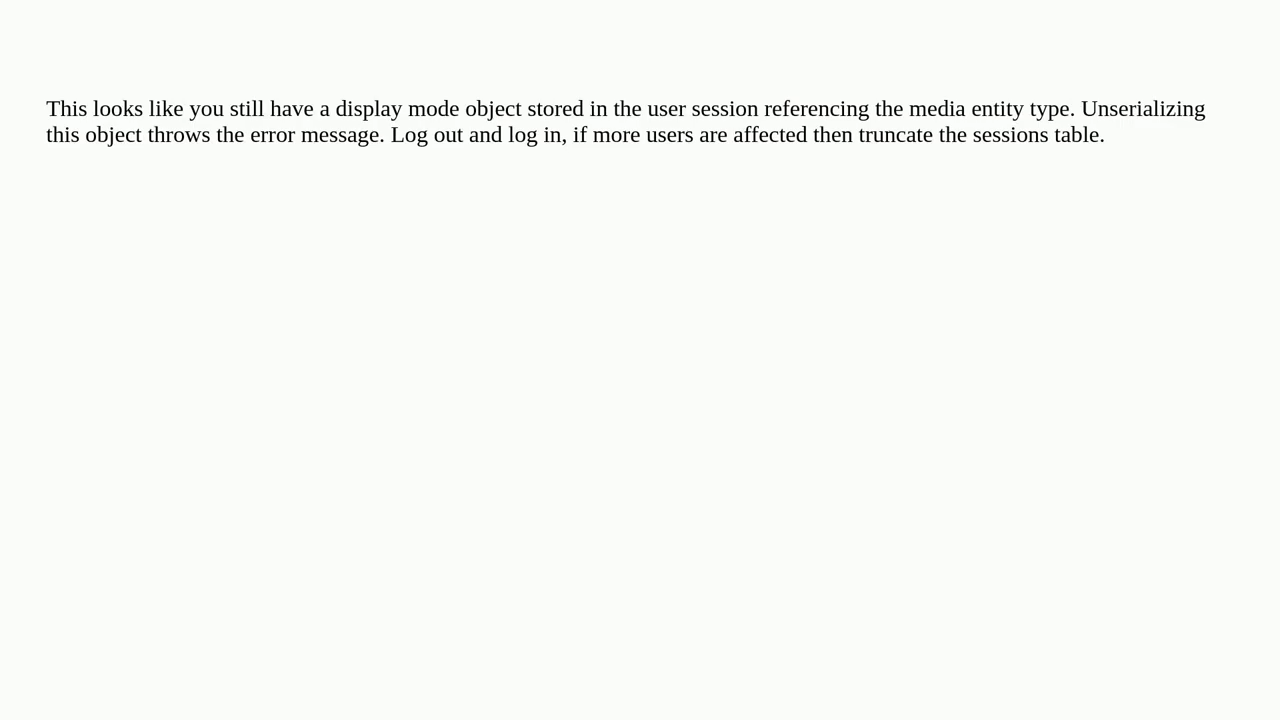 This looks like you still have a display mode object stored in the user session referencing the media entity type. Unserializing
this object throws the error message. Log out and log in, if more users are affected then truncate the sessions table.